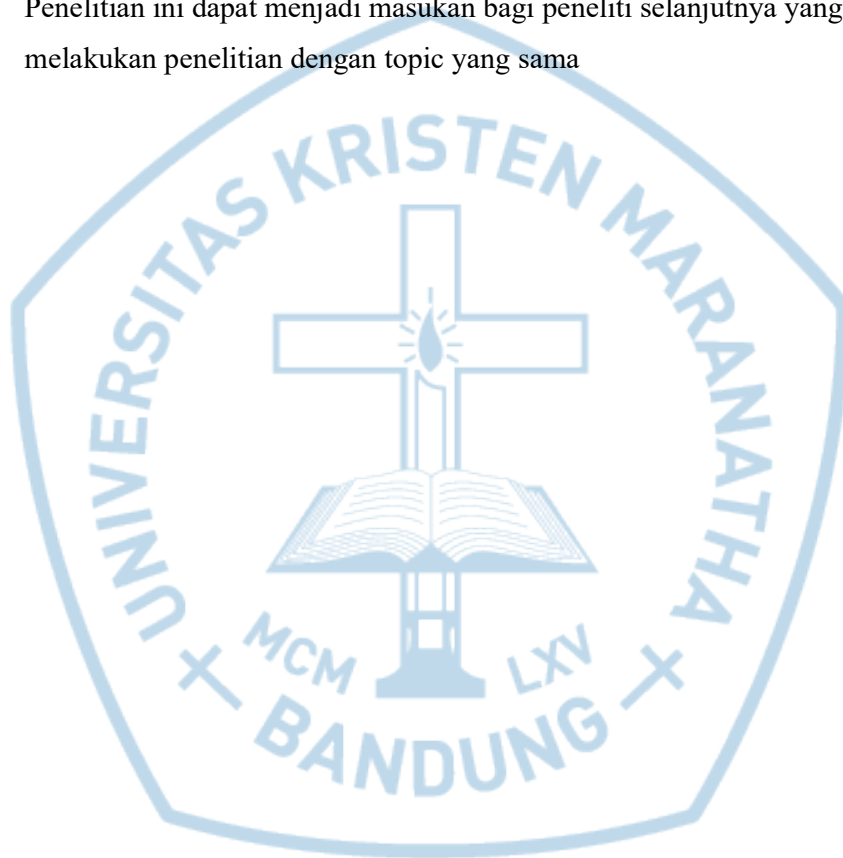 Penelitian ini dapat menjadi masukan bagi peneliti selanjutnya yang
melakukan penelitian dengan topic yang sama
UNIVERSITAS KRISTEN MARANATHA
MCM LXV
BANDUNG